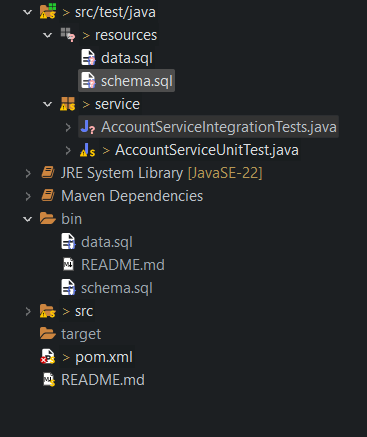 > src/test/java
> resources
data.sql
schema.sql
> service
AccountServiceIntegrationTests.java
> AccountServiceUnitTest.java
JRE System Library [JavaSE-22]
Maven Dependencies
bin
data.sql
README.md
schema.sql
> src
target
> pom.xml
README.md